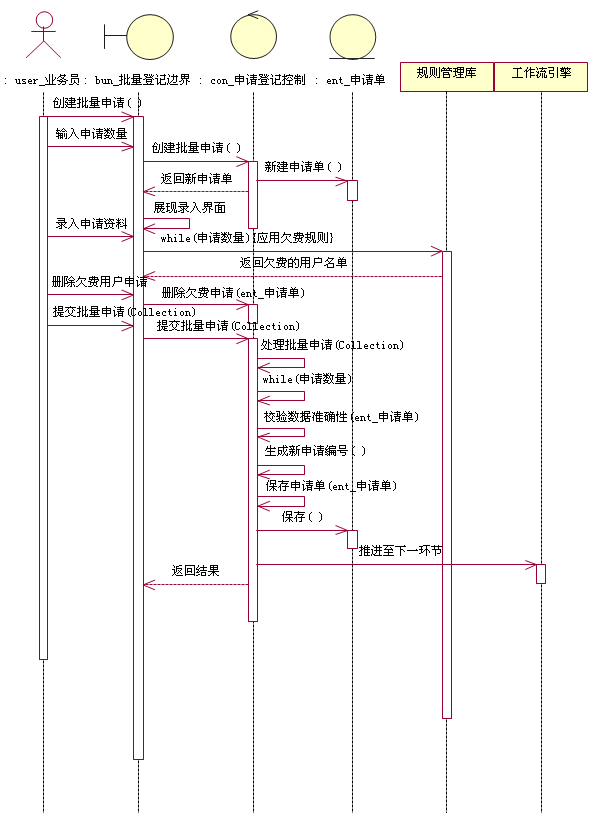 : user_业务员 : bun_批量登记边界 : con_申请登记控制 : ent_申请单 规则管理库 工作流引擎
创建批量申请( )
输入申请数量
创建批量申请( )
新建申请单( )
返回新申请单
展现录入界面
录入申请资料
while(申请数量){应用欠费规则}
返回欠费的用户名单
删除欠费用户申请
删除欠费申请(ent_申请单)
提交批量申请(Collection)
提交批量申请(Collection)
处理批量申请(Collection)
while(申请数量)
校验数据准确性(ent_申请单)
生成新申请编号( )
保存申请单(ent_申请单)
保存( )
推进至下一环节
返回结果